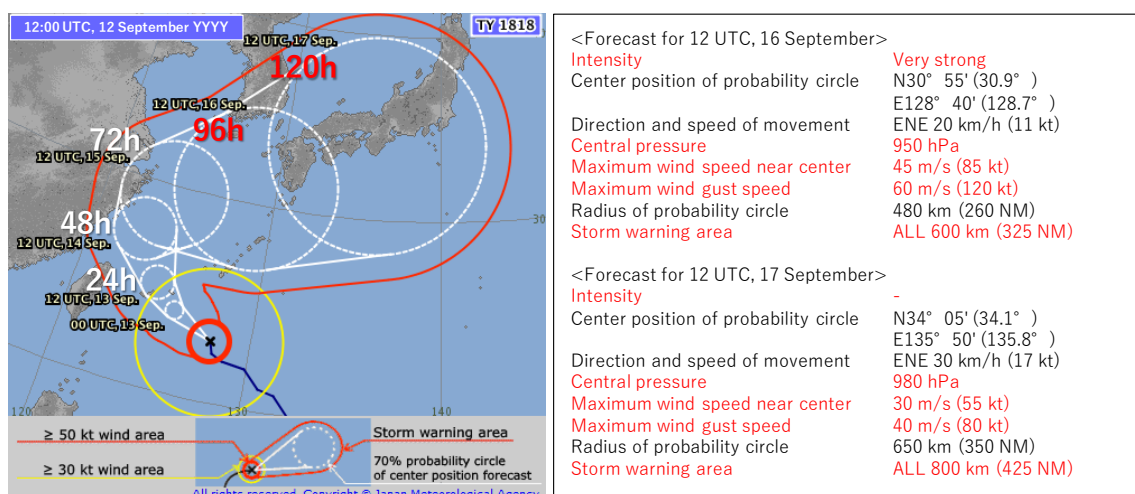 12:00 UTC, 12 September YYYY
TY 1818
12 UTC, 17 Sep.
120h
12 UTC, 16 Sep.
96h
72h
12 UTC, 15 Sep.
48h
12 UTC, 14 Sep.
24h
12 UTC, 13 Sep.
00 UTC, 13 Sep.
30
120
130
140
≥ 50 kt wind area
≥ 30 kt wind area
Storm warning area
70% probability circle
of center position forecast
All rights reserved. Copyright © Japan Meteorological Agency
<Forecast for 12 UTC, 16 September>
Intensity Very strong
Center position of probability circle N30° 55' (30.9° )
E128° 40' (128.7° )
Direction and speed of movement ENE 20 km/h (11 kt)
Central pressure 950 hPa
Maximum wind speed near center 45 m/s (85 kt)
Maximum wind gust speed 60 m/s (120 kt)
Radius of probability circle 480 km (260 NM)
Storm warning area ALL 600 km (325 NM)
<Forecast for 12 UTC, 17 September>
Intensity -
Center position of probability circle N34° 05' (34.1° )
E135° 50' (135.8° )
Direction and speed of movement ENE 30 km/h (17 kt)
Central pressure 980 hPa
Maximum wind speed near center 30 m/s (55 kt)
Maximum wind gust speed 40 m/s (80 kt)
Radius of probability circle 650 km (350 NM)
Storm warning area ALL 800 km (425 NM)